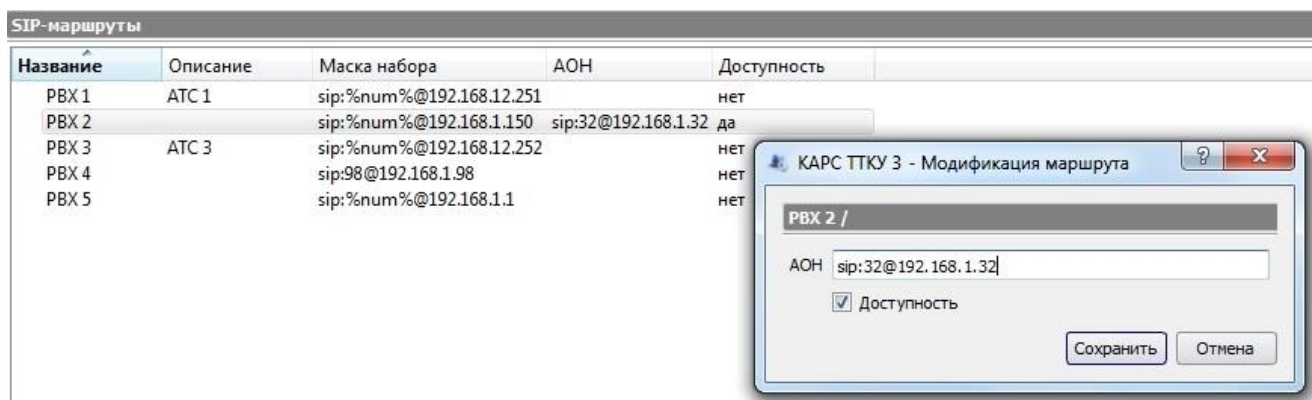 SIP-маршруты
Название Описание Маска набора АОН Доступность
PBX 1 АТС 1 sip:%num%@192.168.12.251 нет
PBX 2 sip:%num%@192.168.1.150 sip:32@192.168.1.32 да
PBX 3 АТС 3 sip:%num%@192.168.12.252 нет
PBX 4 sip:98@192.168.1.98 нет
PBX 5 sip:%num%@192.168.1.1 нет
КАРС ТТКУ 3 - Модификация маршрута
PBX 2 /
АОН sip:32@192.168.1.32
Доступность
Сохранить Отмена